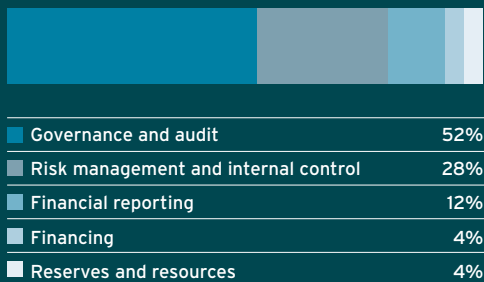 Governance and audit 52%
Risk management and internal control 28%
Financial reporting 12%
Financing 4%
Reserves and resources 4%